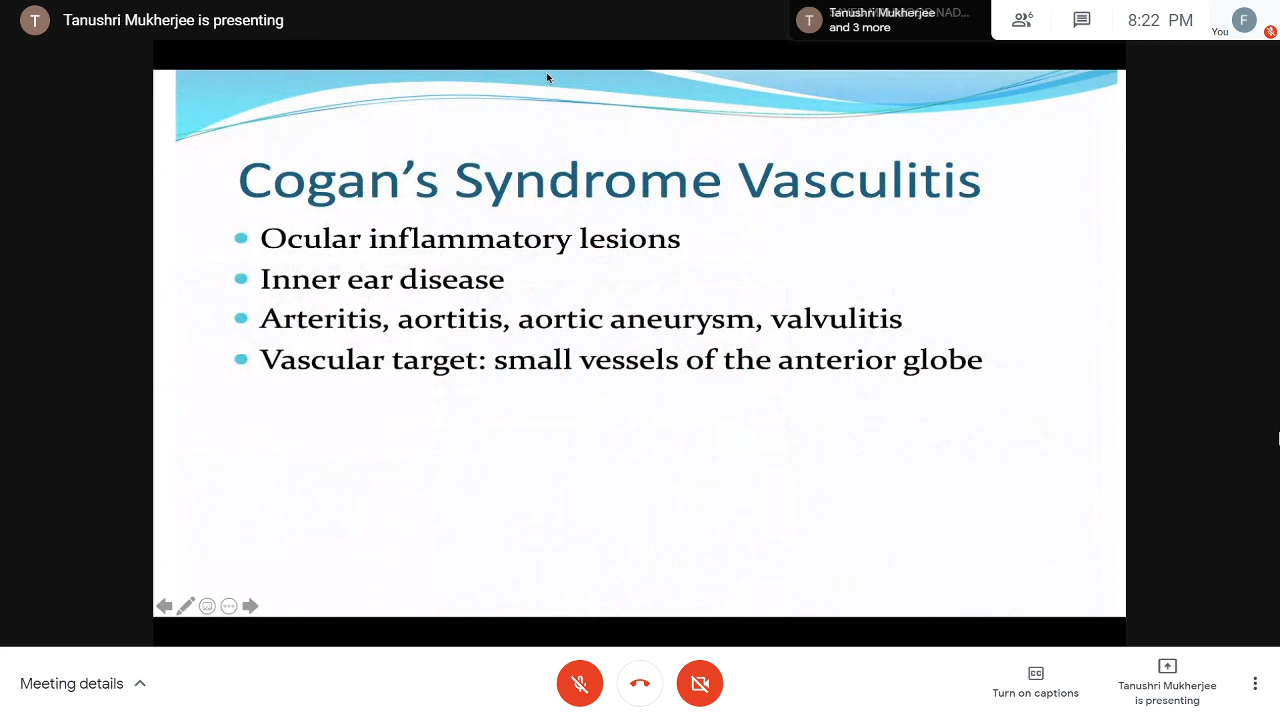 T
Tanushri Mukherjee is presenting
T
Tanushri Mukherjee
and 3 more
6
8:22 PM
You
F
Cogan's Syndrome Vasculitis
Ocular inflammatory lesions
Inner ear disease
Arteritis, aortitis, aortic aneurysm, valvulitis
Vascular target: small vessels of the anterior globe
Meeting details
CC
Turn on captions
Tanushri Mukherjee
is presenting